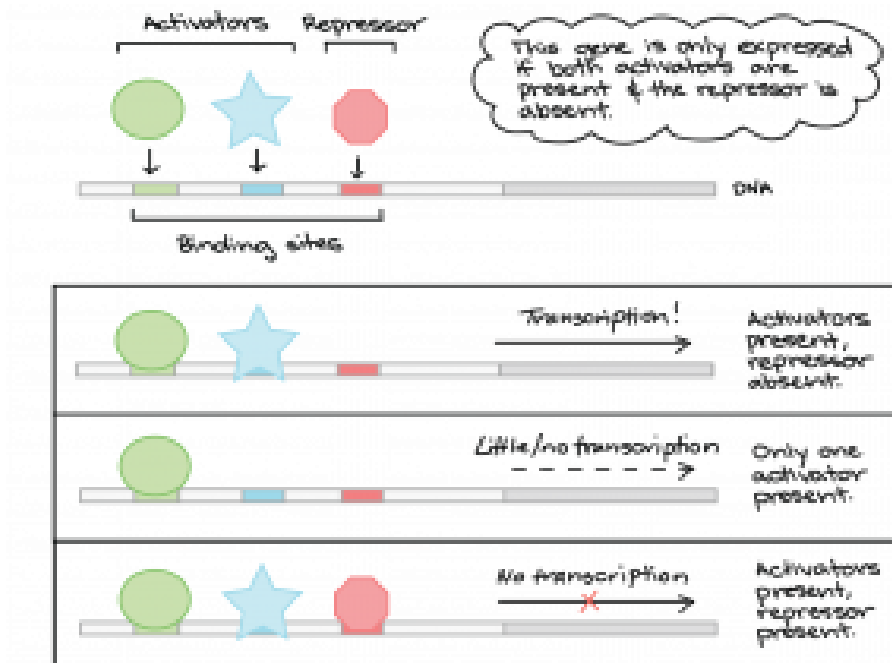 Activators
Repressor
This gene is only expressed
if both activators are
present & the repressor is
absent.
DNA
Binding sites
Transcription!
Activators
present,
repressor
absent.
Little/no transcription
Only one
activator
present.
No transcription
Activators
present,
repressor
present.